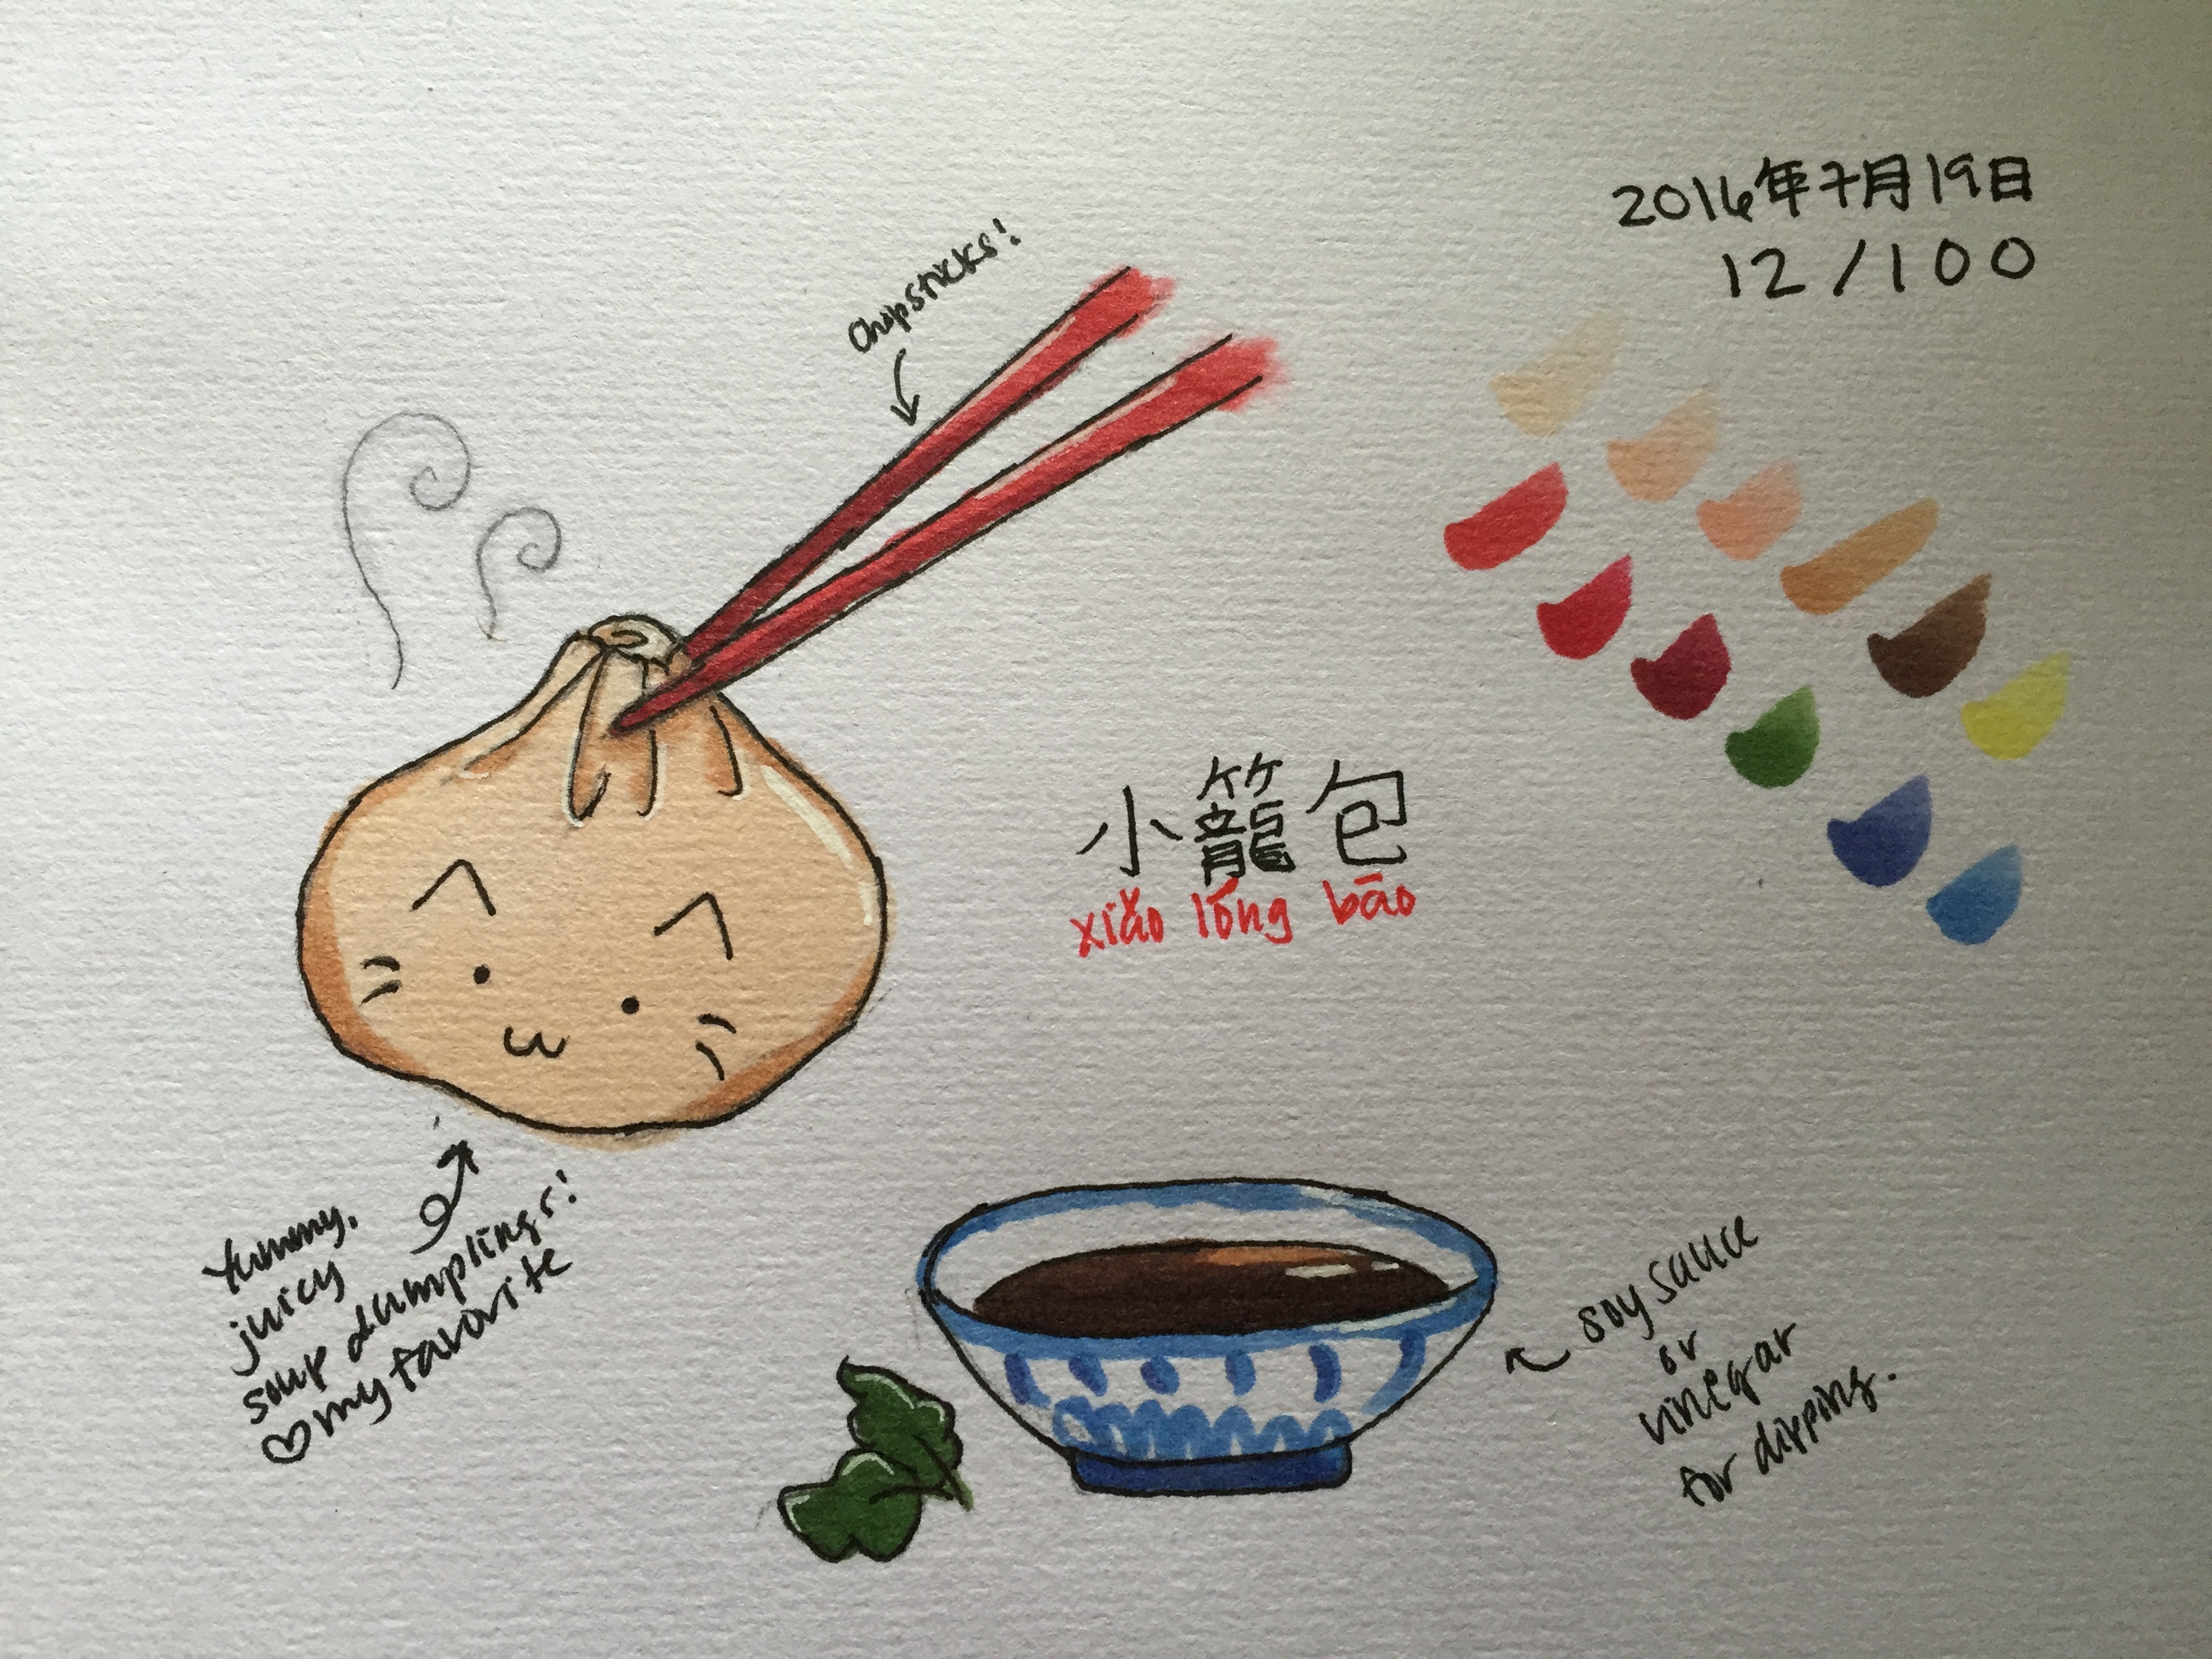 2016年7月19日
12/100
chopsticks!
小籠包
xiǎo lóng bāo
yummy,
juicy
soup dumplings!
♡ my favorite
soy sauce
or
vinegar
for dipping.